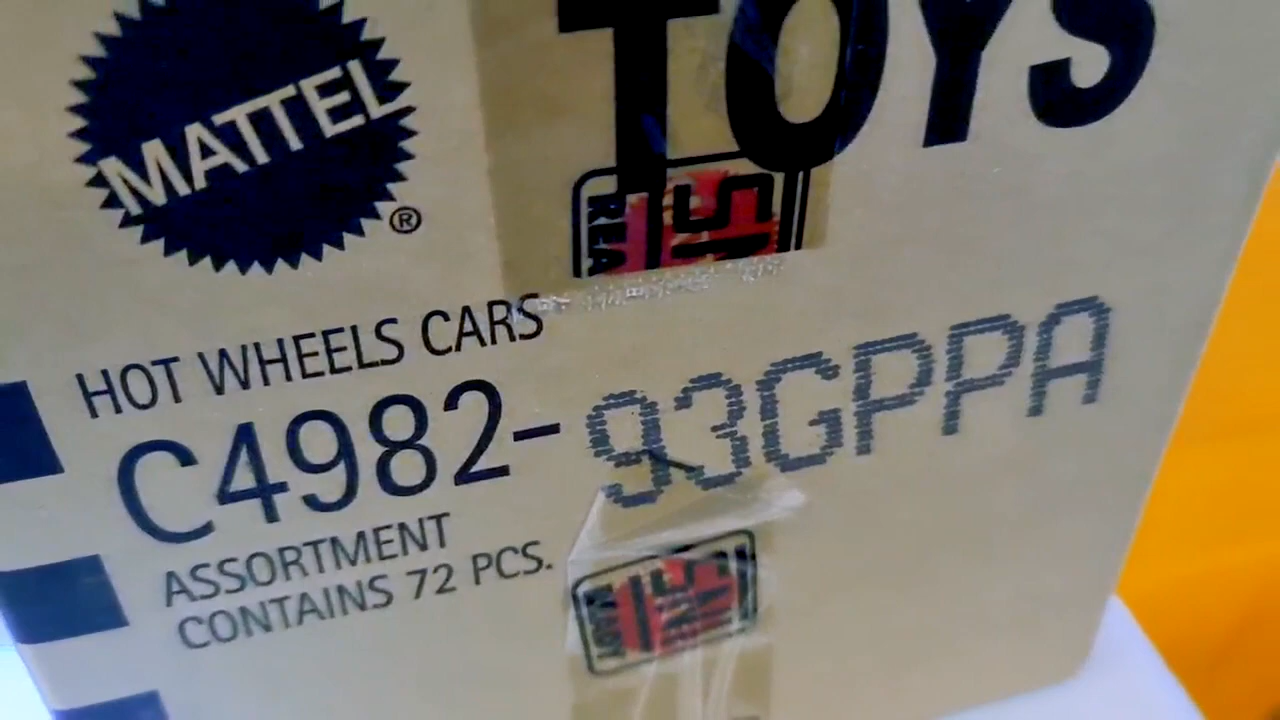 MATTEL
®
TOYS
HOT WHEELS CARS
C4982-93GPPA
ASSORTMENT
CONTAINS 72 PCS.